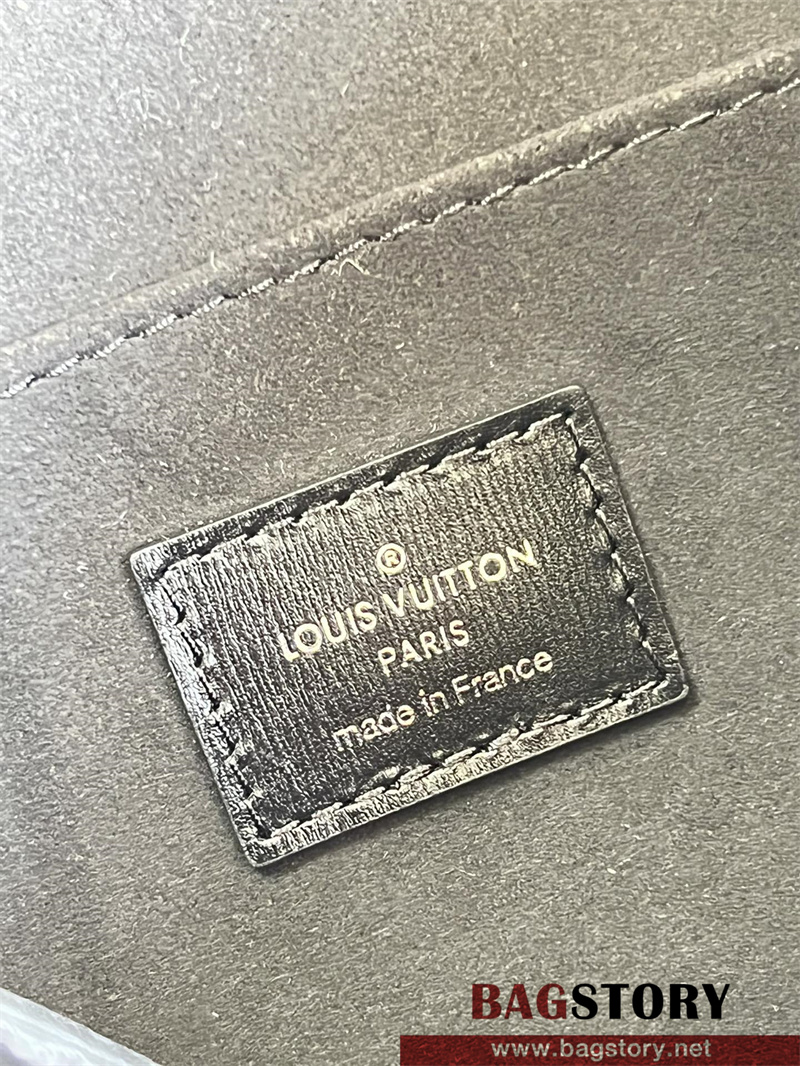 ®
LOUIS VUITTON
PARIS
made in France
BAGSTORY
www.bagstory.net